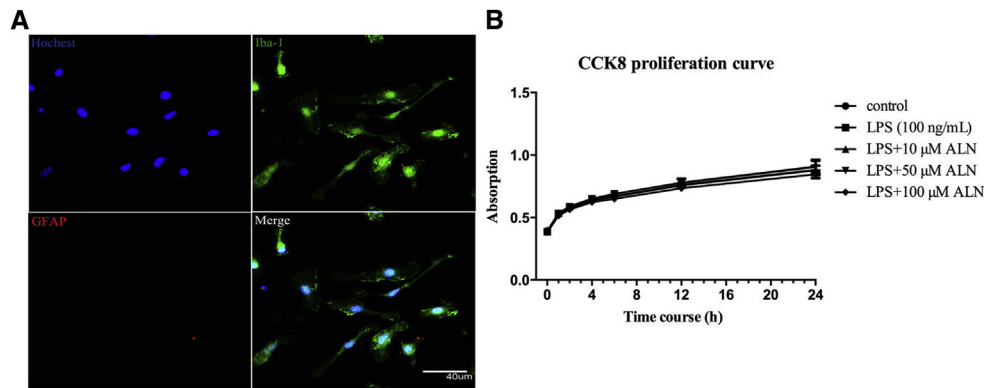 A
Hochest
Iba-1
GFAP
Merge
40um
B
CCK8 proliferation curve
1.5
1.0
0.5
0.0
Absorption
0 4 8 12 16 20 24
Time course (h)
control
LPS (100 ng/mL)
LPS+10 μM ALN
LPS+50 μM ALN
LPS+100 μM ALN